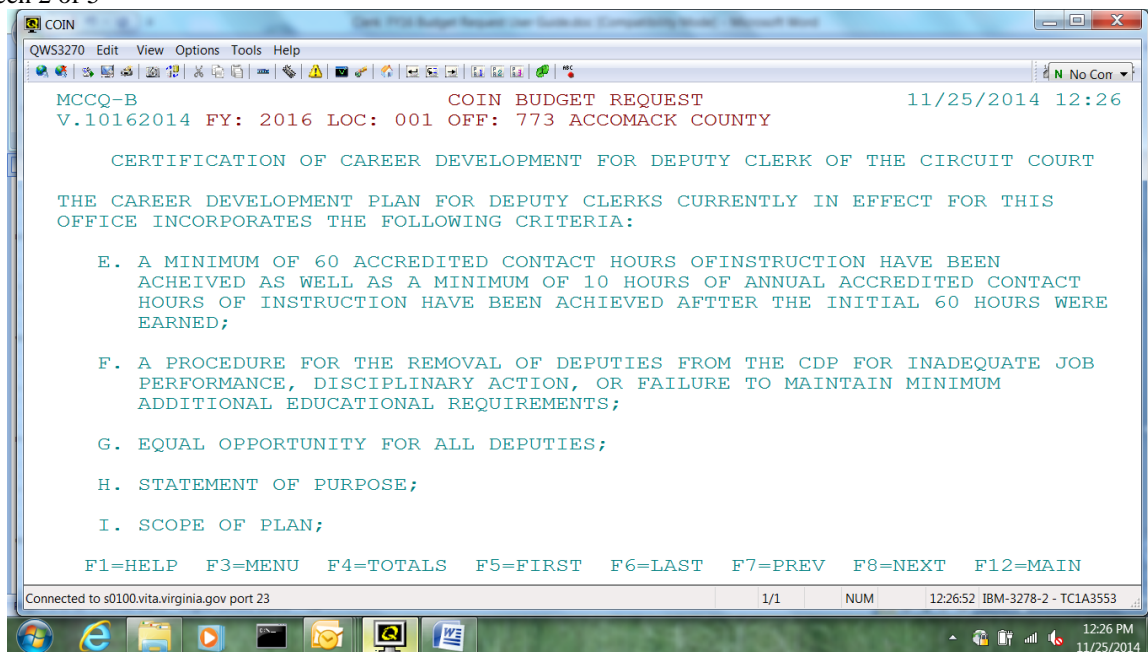 COIN
QWS3270 Edit View Options Tools Help
N No Con
MCCQ-B COIN BUDGET REQUEST 11/25/2014 12:26
V.10162014 FY: 2016 LOC: 001 OFF: 773 ACCOMACK COUNTY
CERTIFICATION OF CAREER DEVELOPMENT FOR DEPUTY CLERK OF THE CIRCUIT COURT
THE CAREER DEVELOPMENT PLAN FOR DEPUTY CLERKS CURRENTLY IN EFFECT FOR THIS
OFFICE INCORPORATES THE FOLLOWING CRITERIA:
E. A MINIMUM OF 60 ACCREDITED CONTACT HOURS OFINSTRUCTION HAVE BEEN
ACHEIVED AS WELL AS A MINIMUM OF 10 HOURS OF ANNUAL ACCREDITED CONTACT
HOURS OF INSTRUCTION HAVE BEEN ACHIEVED AFTTER THE INITIAL 60 HOURS WERE
EARNED;
F. A PROCEDURE FOR THE REMOVAL OF DEPUTIES FROM THE CDP FOR INADEQUATE JOB
PERFORMANCE, DISCIPLINARY ACTION, OR FAILURE TO MAINTAIN MINIMUM
ADDITIONAL EDUCATIONAL REQUIREMENTS;
G. EQUAL OPPORTUNITY FOR ALL DEPUTIES;
H. STATEMENT OF PURPOSE;
I. SCOPE OF PLAN;
F1=HELP F3=MENU F4=TOTALS F5=FIRST F6=LAST F7=PREV F8=NEXT F12=MAIN
Connected to s0100.vita.virginia.gov port 23 1/1 NUM 12:26:52 IBM-3278-2 - TC1A3553
12:26 PM
11/25/2014